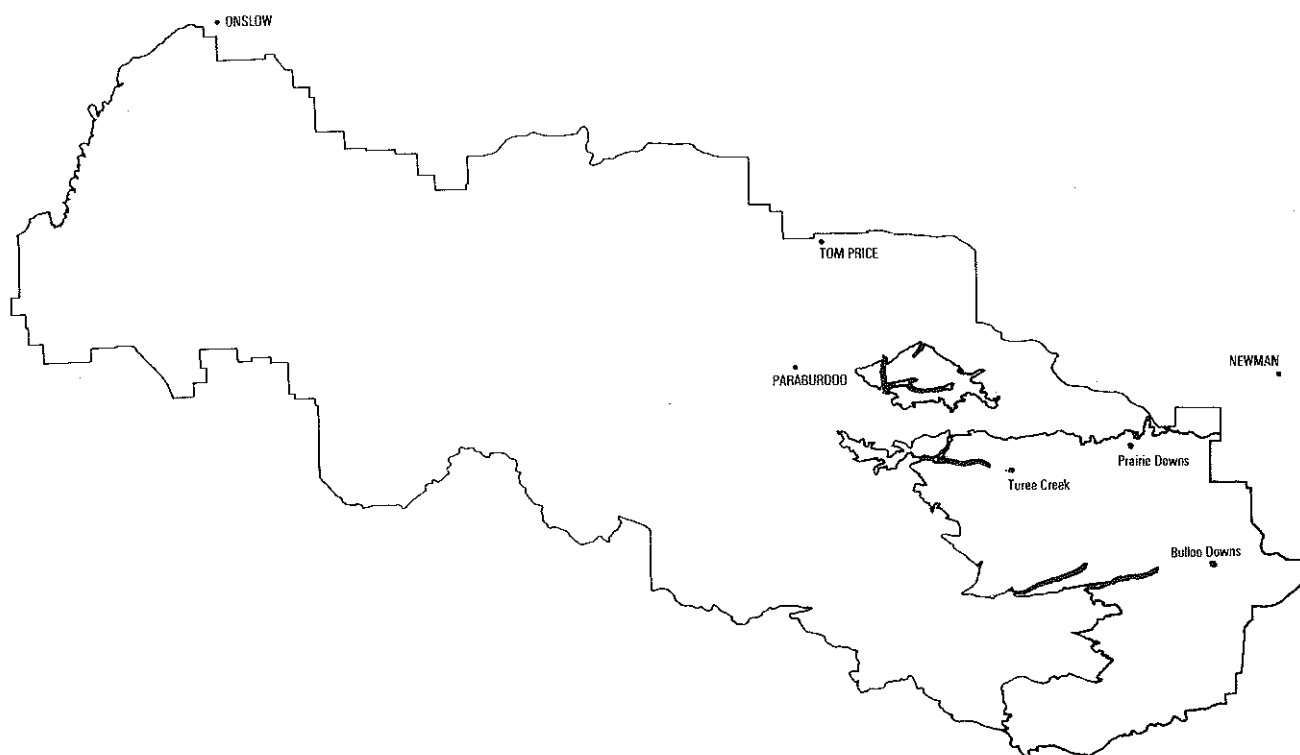 ONSLOW
TOM PRICE
PARABURDOO
NEWMAN
Prairie Downs
Turee Creek
Bulloo Downs